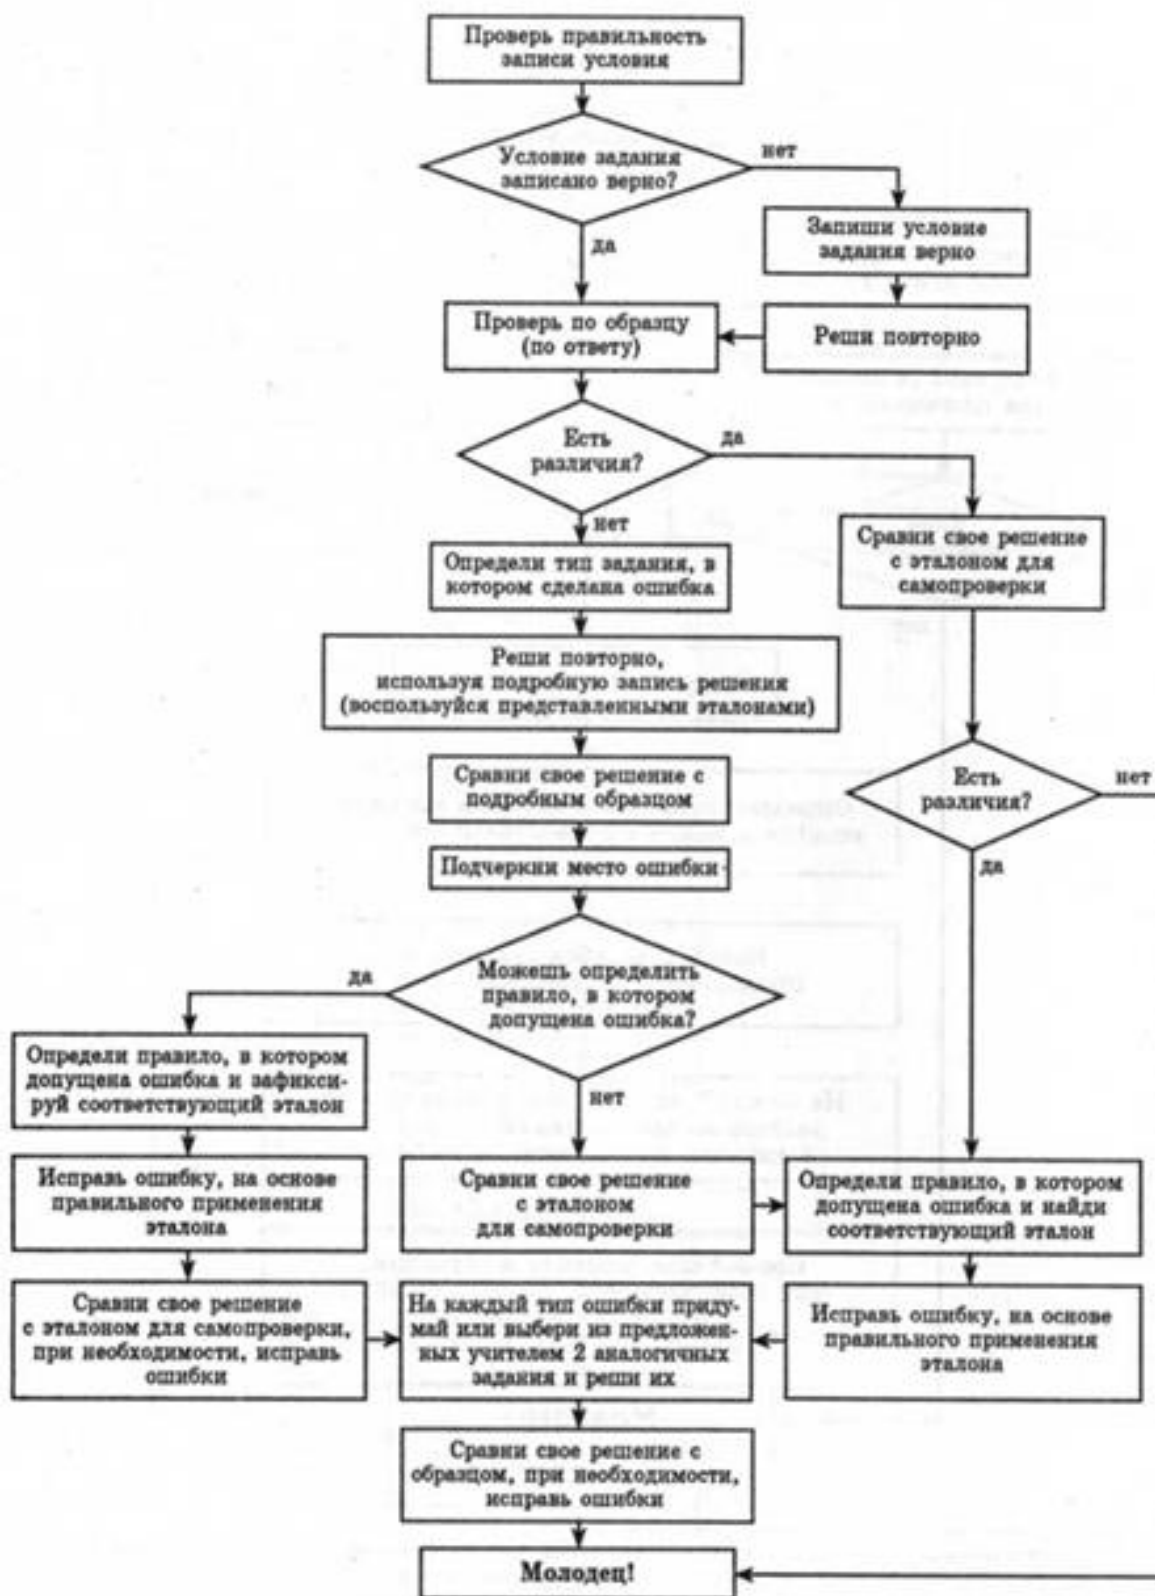 Проверь правильность
записи условия
Условие задания
записано верно?
нет
да
Запиши условие
задания верно
Реши повторно
Проверь по образцу
(по ответу)
Есть
различия?
да
нет
Сравни свое решение
с эталоном для
самопроверки
Определи тип задания, в
котором сделана ошибка
Реши повторно,
используя подробную запись решения
(воспользуйся представленными эталонами)
Сравни свое решение с
подробным образцом
Есть
различия?
нет
да
Подчеркни место ошибки
Можешь определить
правило, в котором
допущена ошибка?
да
нет
Определи правило, в котором
допущена ошибка и зафикси-
руй соответствующий эталон
Исправь ошибку, на основе
правильного применения
эталона
Сравни свое решение
с эталоном
для самопроверки
Определи правило, в котором
допущена ошибка и найди
соответствующий эталон
Сравни свое решение
с эталоном для самопроверки,
при необходимости, исправь
ошибки
На каждый тип ошибки приду-
май или выбери из предложен-
ных учителем 2 аналогичных
задания и реши их
Исправь ошибку, на основе
правильного применения
эталона
Сравни свое решение с
образцом, при необходимости,
исправь ошибки
Молодец!